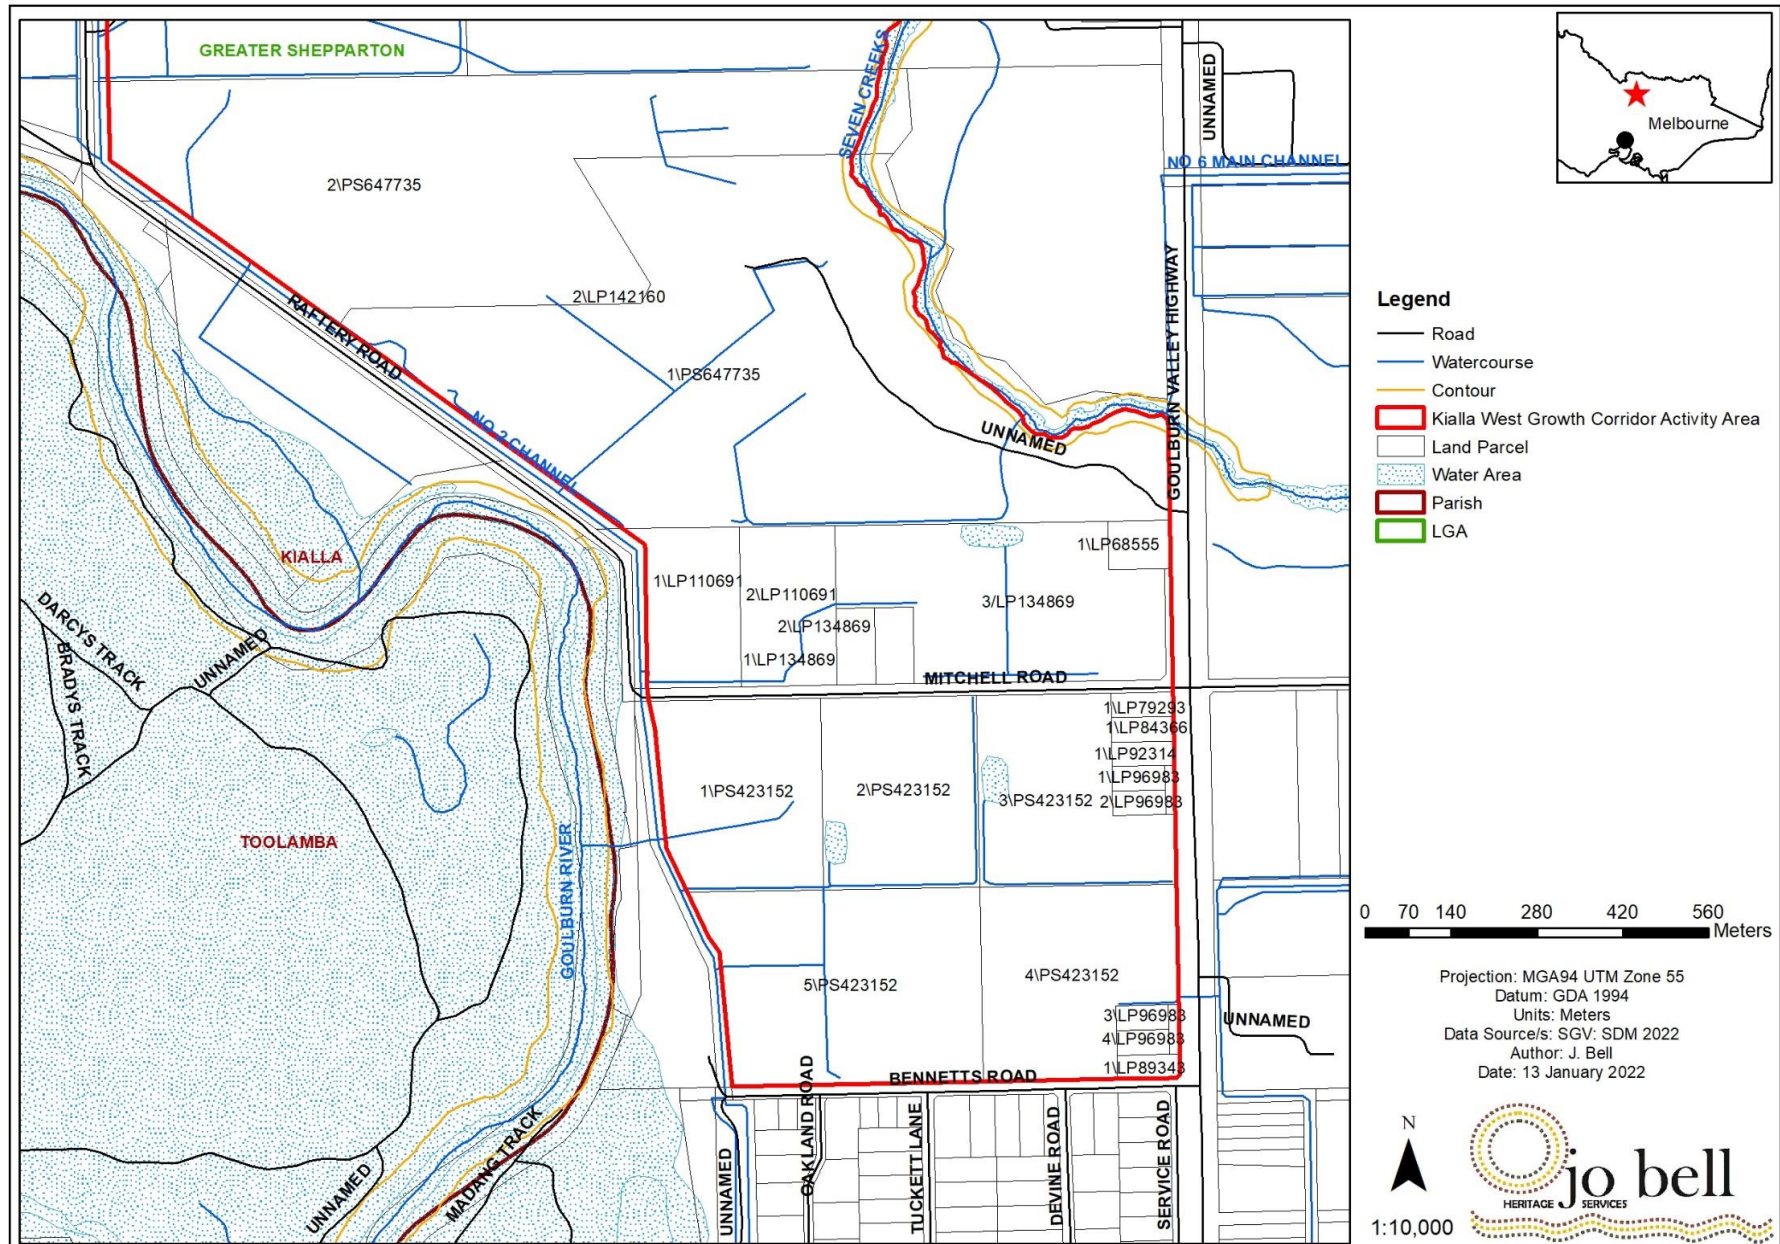 GREATER SHEPPARTON
SEVEN CREEKS
UNNAMED
NO 6 MAIN CHANNEL
2\PS647735
2\LP142160
RAFTERY ROAD
1\PS647735
GOULBURN VALLEY HIGHWAY
NO 2 CHANNEL
UNNAMED
KIALLA
1\LP68555
1\LP110691
2\LP110691
3/LP134869
2\LP134869
1\LP134869
DARCYS TRACK
BRADYS TRACK
UNNAMED
MITCHELL ROAD
1\LP79293
1\LP84366
1\LP92314
1\LP96983
2\LP96983
1\PS423152
2\PS423152
3\PS423152
TOOLAMBA
GOULBURN RIVER
5\PS423152
4\PS423152
3\LP96983
4\LP96983
1\LP89343
UNNAMED
BENNETTS ROAD
OAKLAND ROAD
TUCKETT LANE
DEVINE ROAD
SERVICE ROAD
UNNAMED
MADANG TRACK
UNNAMED
Melbourne
Legend
Road
Watercourse
Contour
Kialla West Growth Corridor Activity Area
Land Parcel
Water Area
Parish
LGA
0 70 140 280 420 560
Meters
Projection: MGA94 UTM Zone 55
Datum: GDA 1994
Units: Meters
Data Source/s: SGV: SDM 2022
Author: J. Bell
Date: 13 January 2022
N
1:10,000
jo bell
HERITAGE SERVICES